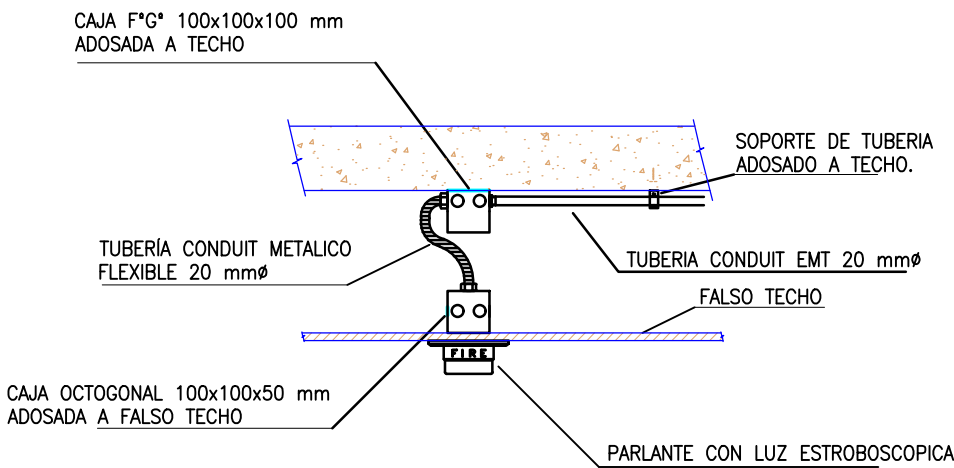 CAJA F°G° 100x100x100 mm
ADOSADA A TECHO
SOPORTE DE TUBERIA
ADOSADO A TECHO.
TUBERÍA CONDUIT METALICO
FLEXIBLE 20 mmø
TUBERIA CONDUIT EMT 20 mmø
FALSO TECHO
FIRE
CAJA OCTOGONAL 100x100x50 mm
ADOSADA A FALSO TECHO
PARLANTE CON LUZ ESTROBOSCOPICA